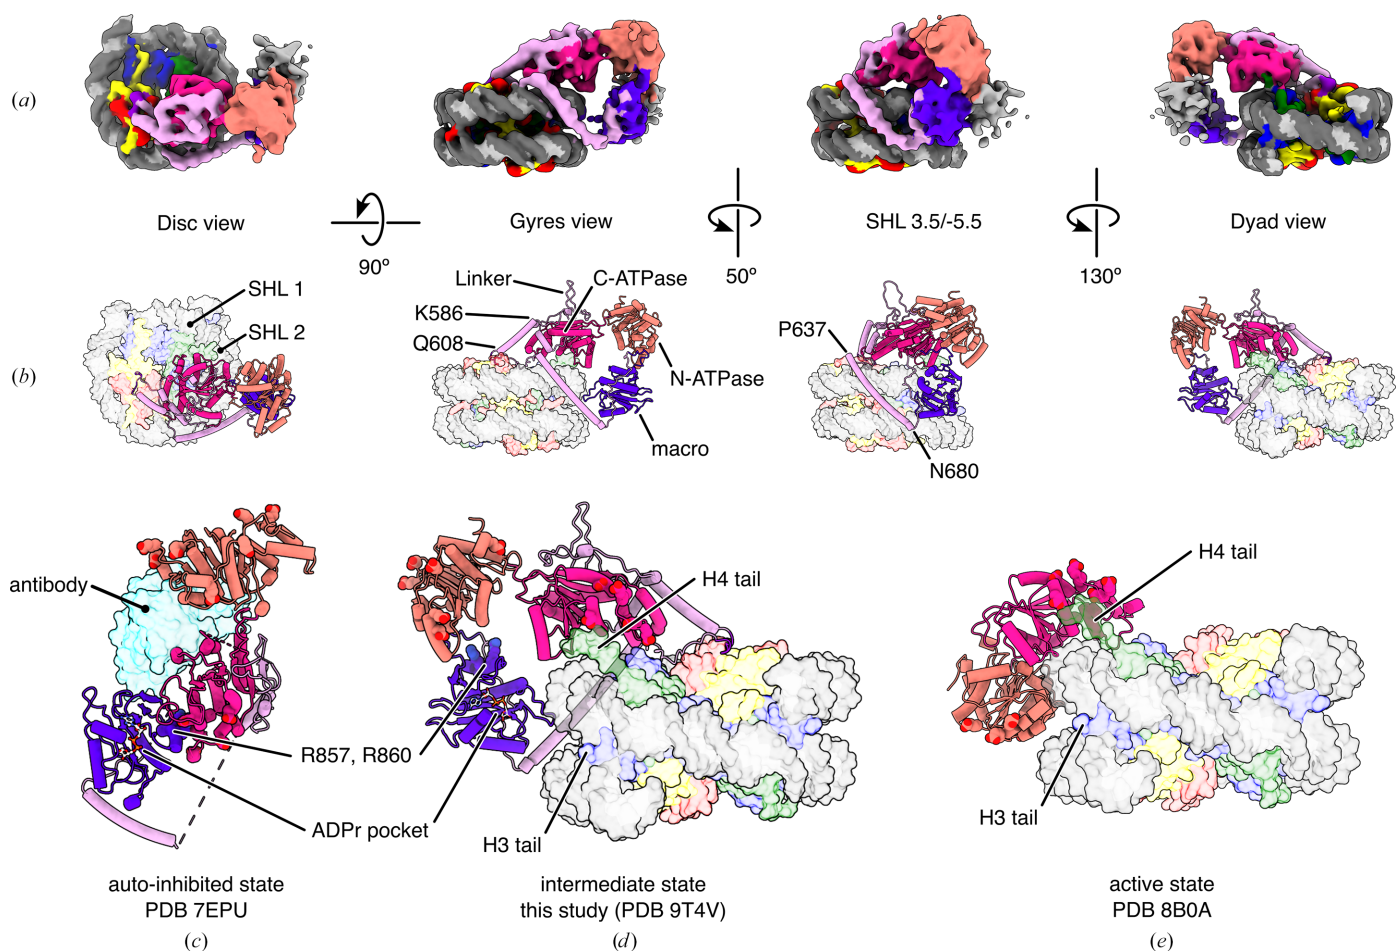 (a)
Disc view
Gyres view
SHL 3.5/-5.5
Dyad view
90º
50º
130º
(b)
SHL 1
SHL 2
Linker
C-ATPase
K586
Q608
N-ATPase
macro
P637
N680
antibody
R857, R860
ADPr pocket
H4 tail
H3 tail
H4 tail
H3 tail
auto-inhibited state
PDB 7EPU
intermediate state
this study (PDB 9T4V)
active state
PDB 8B0A
(c)
(d)
(e)